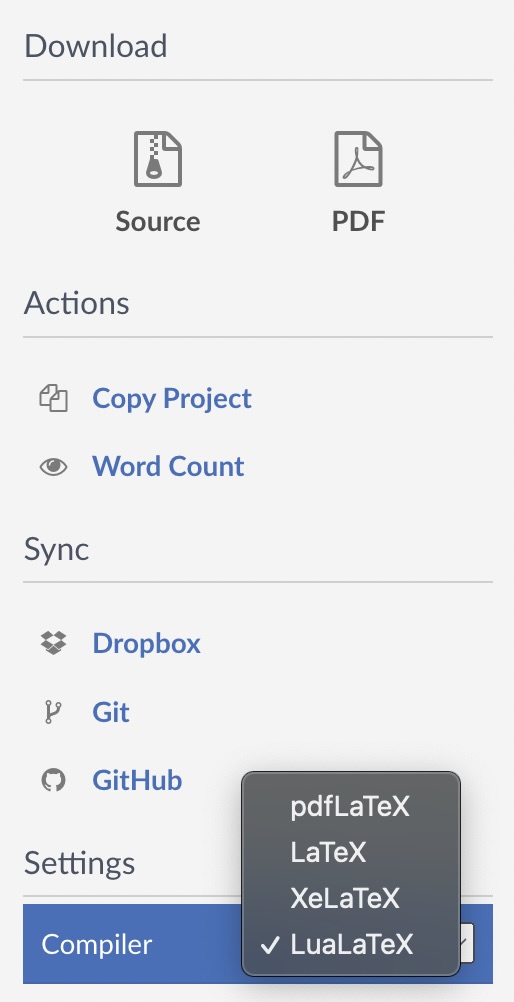 Download
Source PDF
Actions
Copy Project
Word Count
Sync
Dropbox
Git
GitHub
Settings
Compiler
pdfLaTeX
LaTeX
XeLaTeX
✓ LuaLaTeX